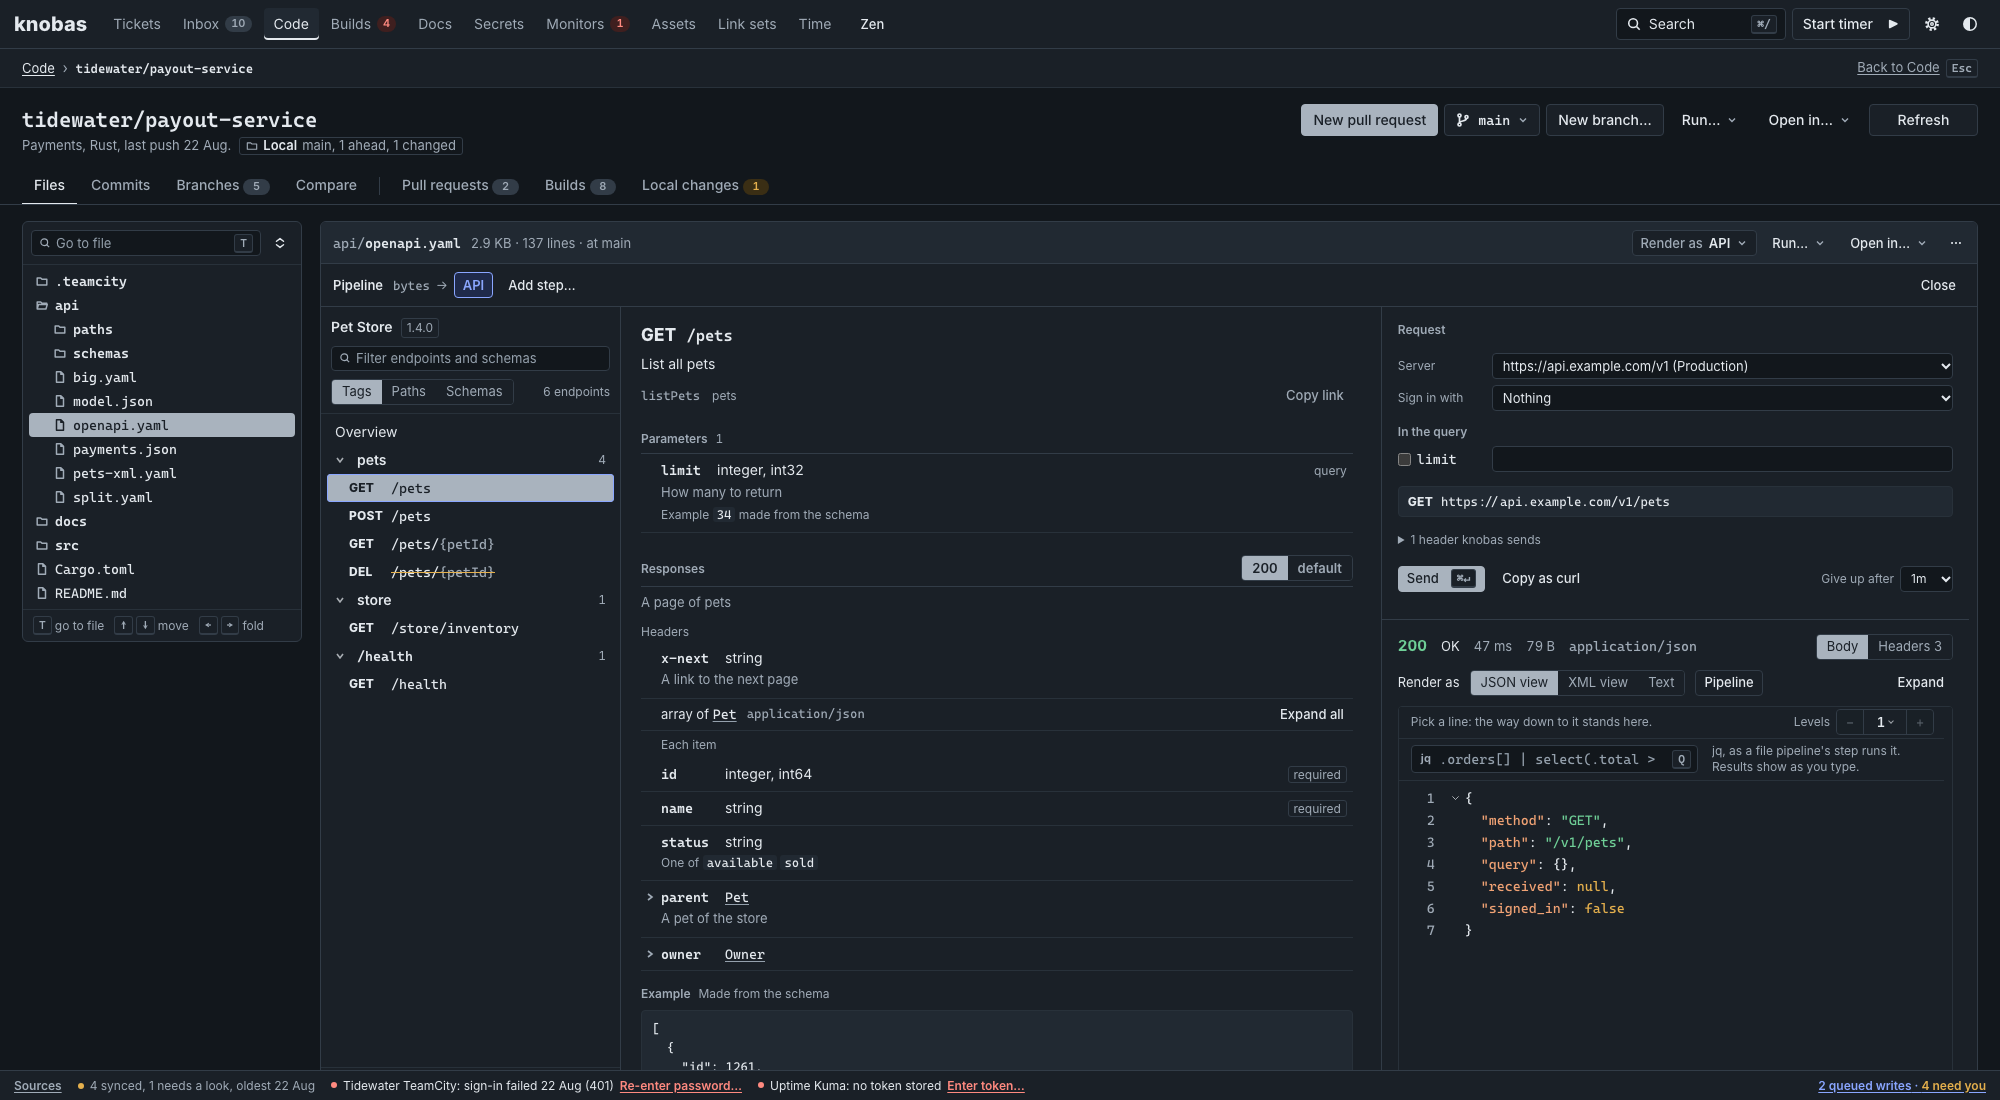 knobas Tickets Inbox 10 Code Builds 4 Docs Secrets Monitors 1 Assets Link sets Time Zen Search ⌘/ Start timer
Code › tidewater/payout-service Back to Code Esc
tidewater/payout-service New pull request main New branch... Run... Open in... Refresh
Payments, Rust, last push 22 Aug. Local main, 1 ahead, 1 changed
Files Commits Branches 5 Compare Pull requests 2 Builds 8 Local changes 1
Go to file T
.teamcity
api
paths
schemas
big.yaml
model.json
openapi.yaml
payments.json
pets-xml.yaml
split.yaml
docs
src
Cargo.toml
README.md
T go to file ↑ ↓ move ← → fold
api/openapi.yaml 2.9 KB · 137 lines · at main Render as API Run... Open in... ···
Pipeline bytes → API Add step... Close
Pet Store 1.4.0
Filter endpoints and schemas
Tags Paths Schemas 6 endpoints
Overview
pets 4
GET /pets
POST /pets
GET /pets/{petId}
DEL /pets/{petId}
store 1
GET /store/inventory
/health 1
GET /health
GET /pets
List all pets
listPets pets Copy link
Parameters 1
limit integer, int32 query
How many to return
Example 34 made from the schema
Responses 200 default
A page of pets
Headers
x-next string
A link to the next page
array of Pet application/json Expand all
Each item
id integer, int64 required
name string required
status string
One of available sold
parent Pet
A pet of the store
owner Owner
Example Made from the schema
[
{
"id": 1261,
Request
Server https://api.example.com/v1 (Production)
Sign in with Nothing
In the query
limit
GET https://api.example.com/v1/pets
1 header knobas sends
Send ⌘↵ Copy as curl Give up after 1m
200 OK 47 ms 79 B application/json Body Headers 3
Render as JSON view XML view Text Pipeline Expand
Pick a line: the way down to it stands here. Levels − 1 +
jq .orders[] | select(.total > Q jq, as a file pipeline's step runs it.
Results show as you type.
1 {
2 "method": "GET",
3 "path": "/v1/pets",
4 "query": {},
5 "received": null,
6 "signed_in": false
7 }
Sources 4 synced, 1 needs a look, oldest 22 Aug Tidewater TeamCity: sign-in failed 22 Aug (401) Re-enter password... Uptime Kuma: no token stored Enter token... 2 queued writes · 4 need you